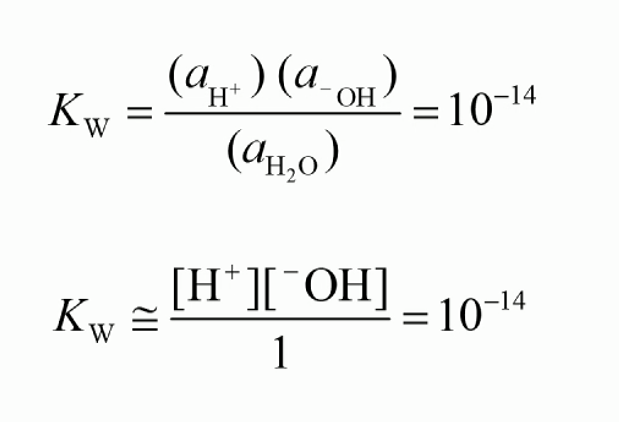 K_W = (a_{H^+}) (a_{^-OH}) / (a_{H_2O}) = 10^{-14}
K_W ≅ [H^+][^-OH] / 1 = 10^{-14}